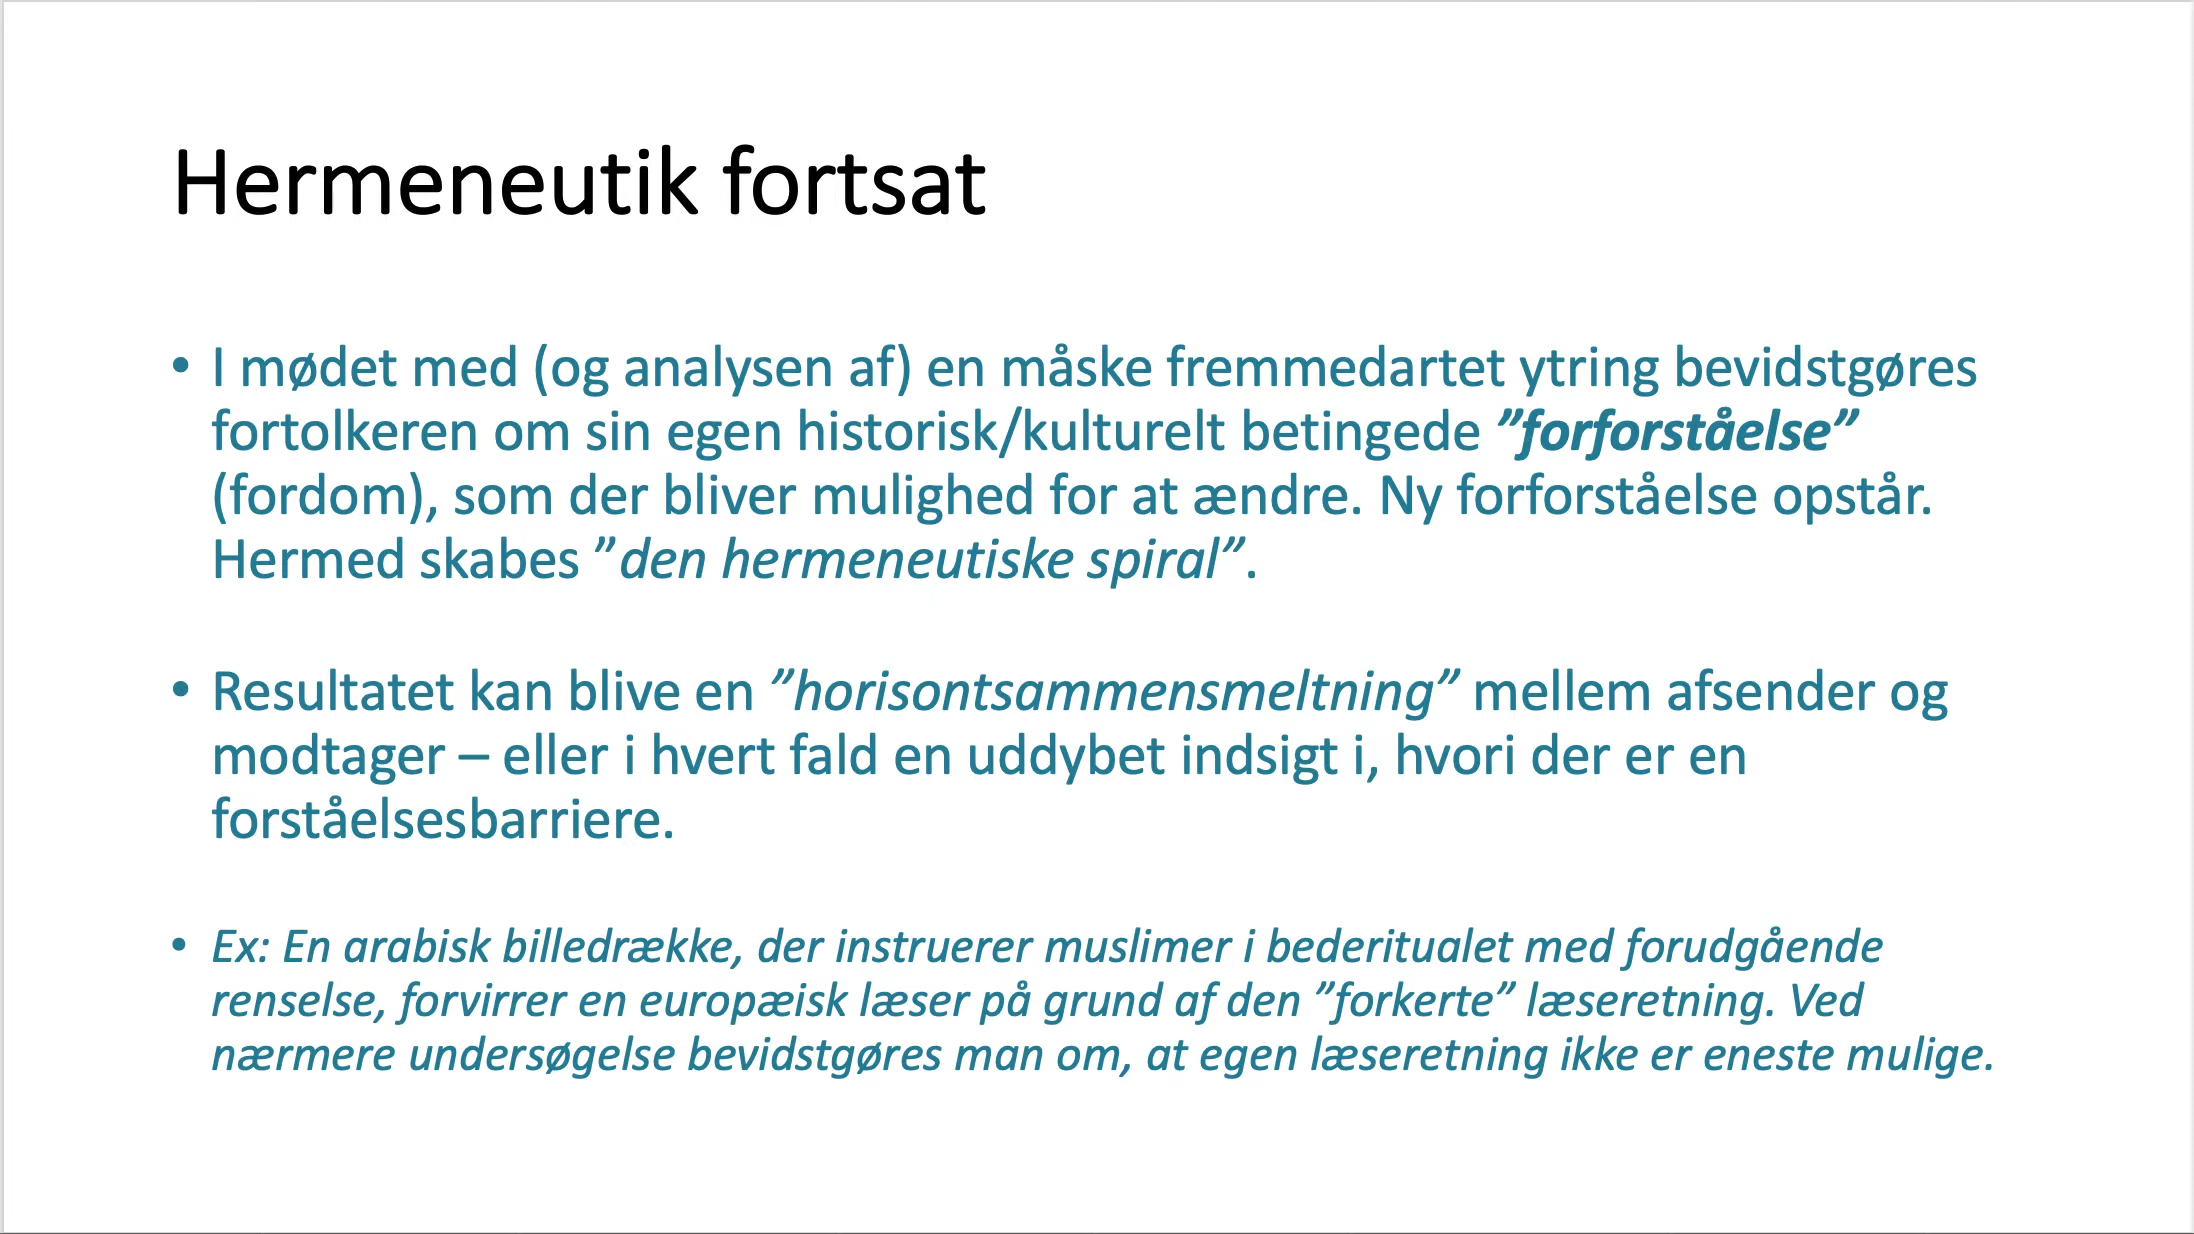 Hermeneutik fortsat
• I mødet med (og analysen af) en måske fremmedartet ytring bevidstgøres
fortolkeren om sin egen historisk/kulturelt betingede ”forforståelse”
(fordom), som der bliver mulighed for at ændre. Ny forforståelse opstår.
Hermed skabes ”den hermeneutiske spiral”.
• Resultatet kan blive en ”horisontsammensmeltning” mellem afsender og
modtager – eller i hvert fald en uddybet indsigt i, hvori der er en
forståelsesbarriere.
• Ex: En arabisk billedrække, der instruerer muslimer i bederitualet med forudgående
renselse, forvirrer en europæisk læser på grund af den ”forkerte” læseretning. Ved
nærmere undersøgelse bevidstgøres man om, at egen læseretning ikke er eneste mulige.